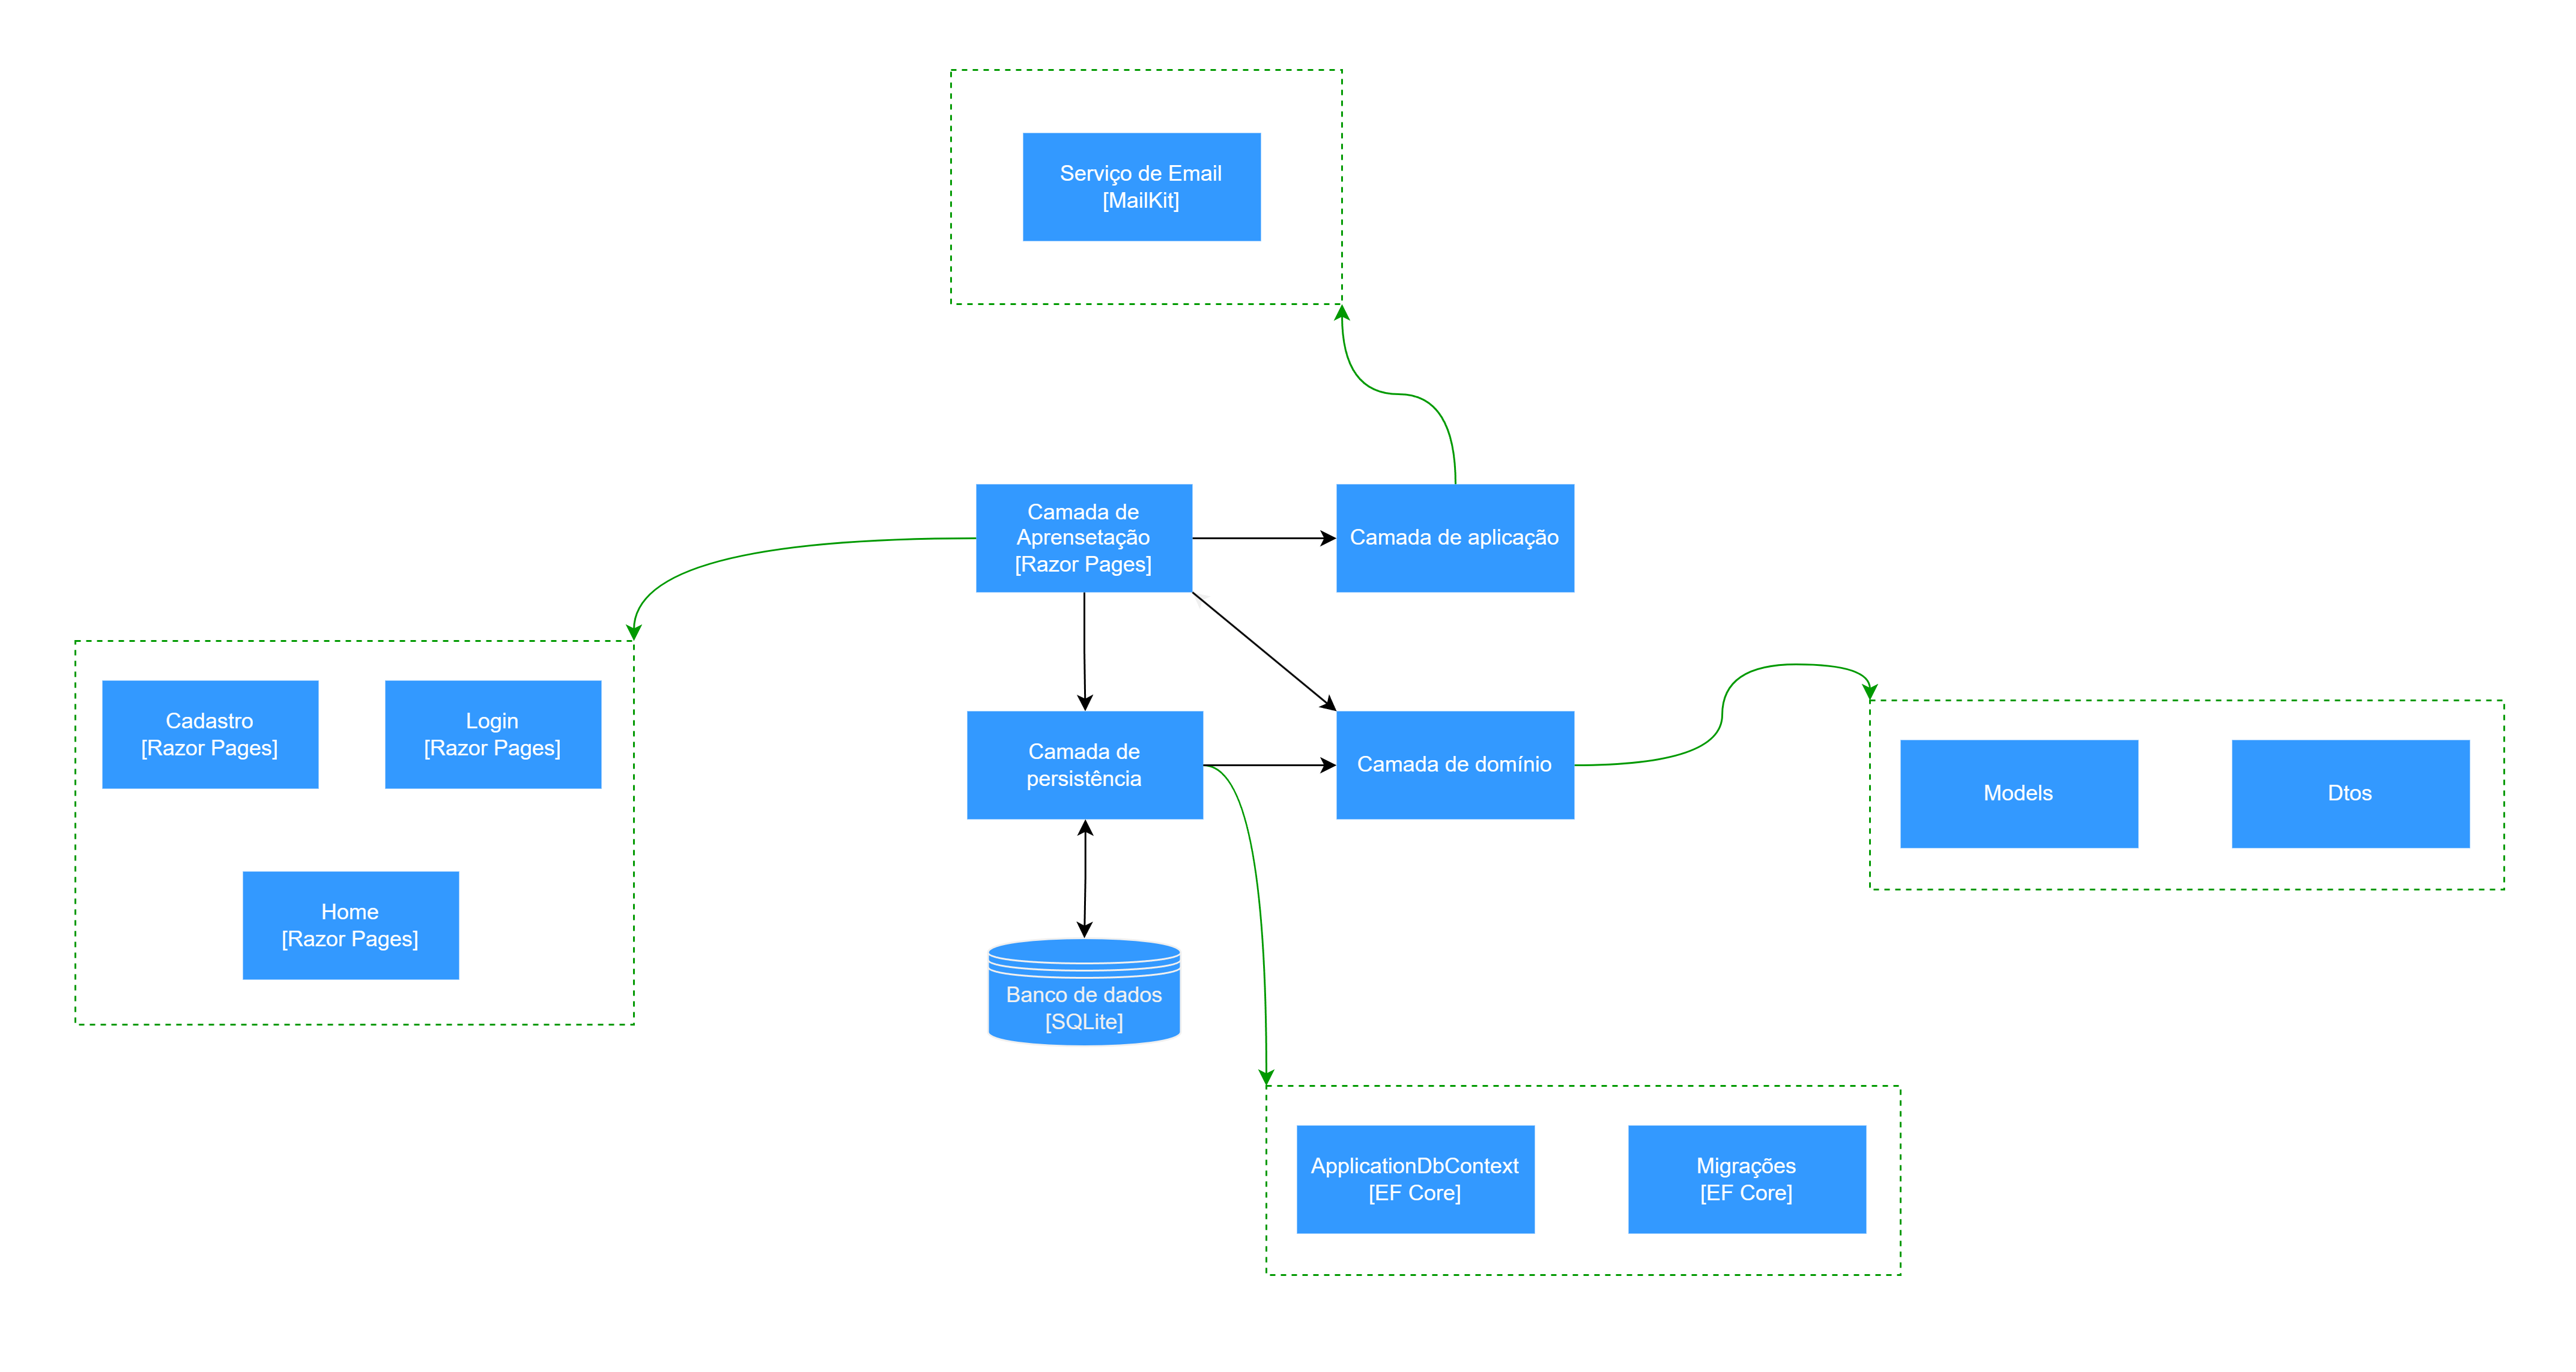 Serviço de Email
[MailKit]
Camada de
Aprensetação
[Razor Pages]
Camada de aplicação
Cadastro
[Razor Pages]
Login
[Razor Pages]
Home
[Razor Pages]
Camada de
persistência
Camada de domínio
Models
Dtos
Banco de dados
[SQLite]
ApplicationDbContext
[EF Core]
Migrações
[EF Core]